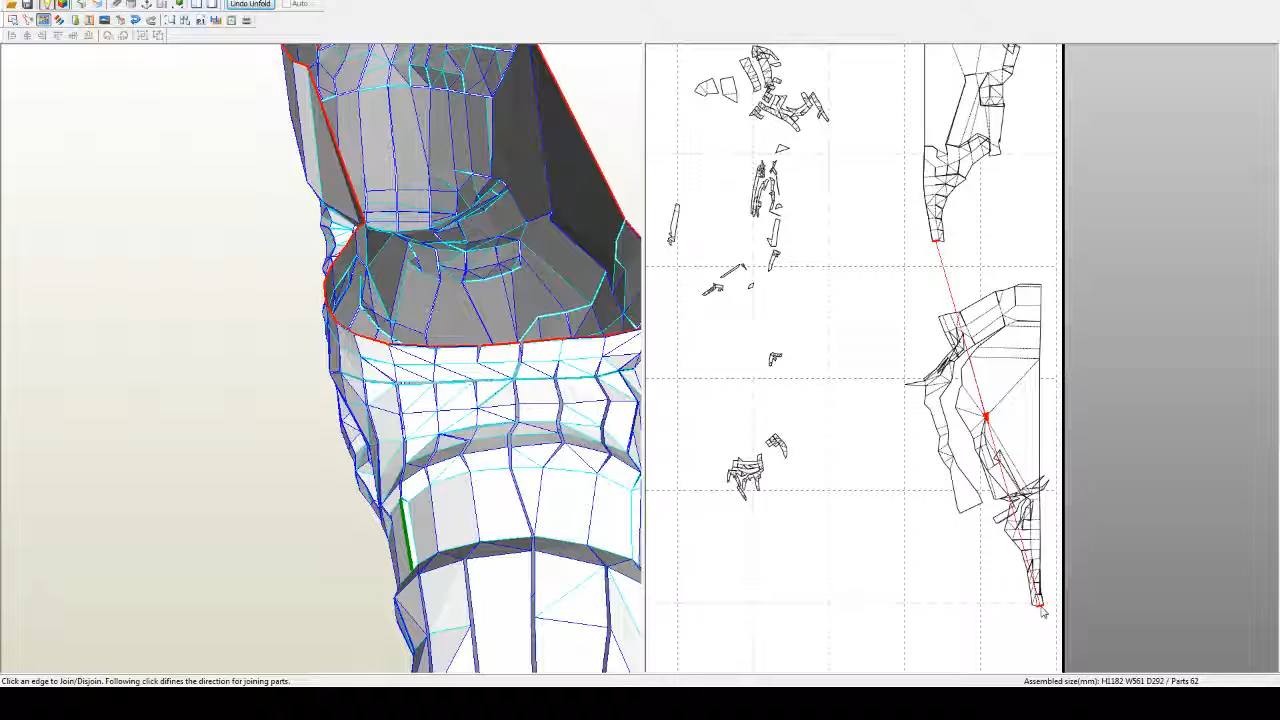 Undo Unfold
Auto
Click an edge to Join/Disjoin. Following click difines the direction for joining parts.
Assembled size(mm): H1182 W561 D292 / Parts 62